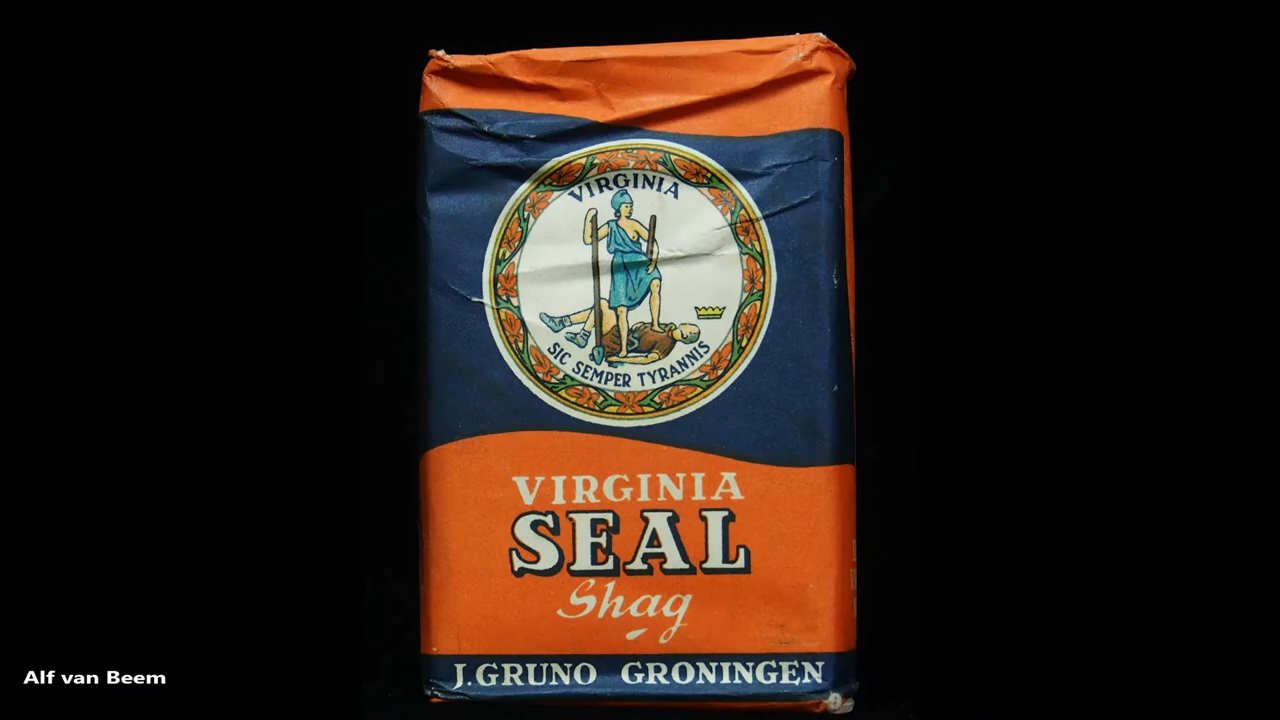 VIRGINIA
SIC SEMPER TYRANNIS
VIRGINIA
SEAL
Shag
J. GRUNO GRONINGEN
Alf van Beem